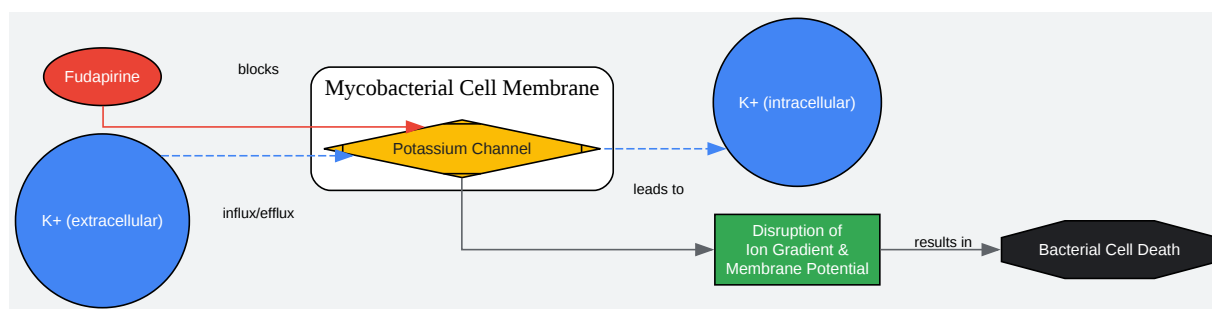 Fudapirine
blocks
Mycobacterial Cell Membrane
Potassium Channel
K+ (intracellular)
K+ (extracellular)
influx/efflux
leads to
Disruption of
Ion Gradient &
Membrane Potential
results in
Bacterial Cell Death